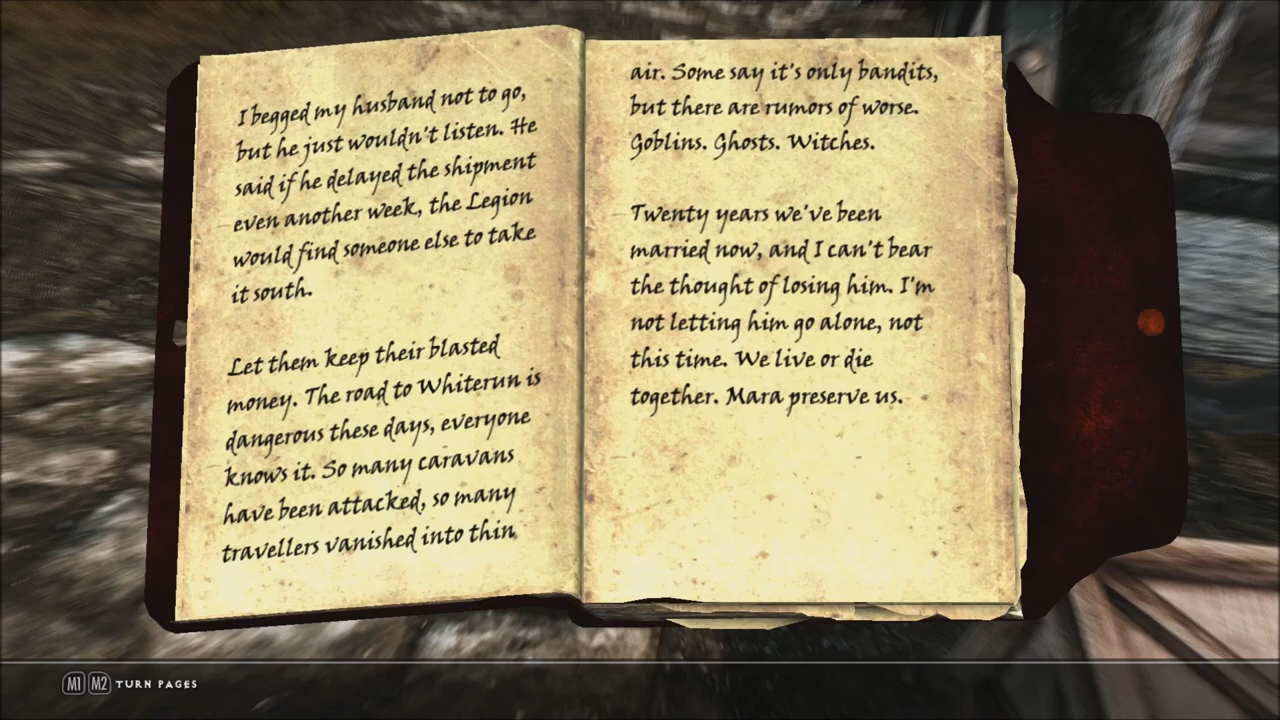 I begged my husband not to go,
but he just wouldn't listen. He
said if he delayed the shipment
even another week, the Legion
would find someone else to take
it south.
Let them keep their blasted
money. The road to Whiterun is
dangerous these days, everyone
knows it. So many caravans
have been attacked, so many
travellers vanished into thin
air. Some say it's only bandits,
but there are rumors of worse.
Goblins. Ghosts. Witches.
Twenty years we've been
married now, and I can't bear
the thought of losing him. I'm
not letting him go alone, not
this time. We live or die
together. Mara preserve us.
M1 M2 TURN PAGES